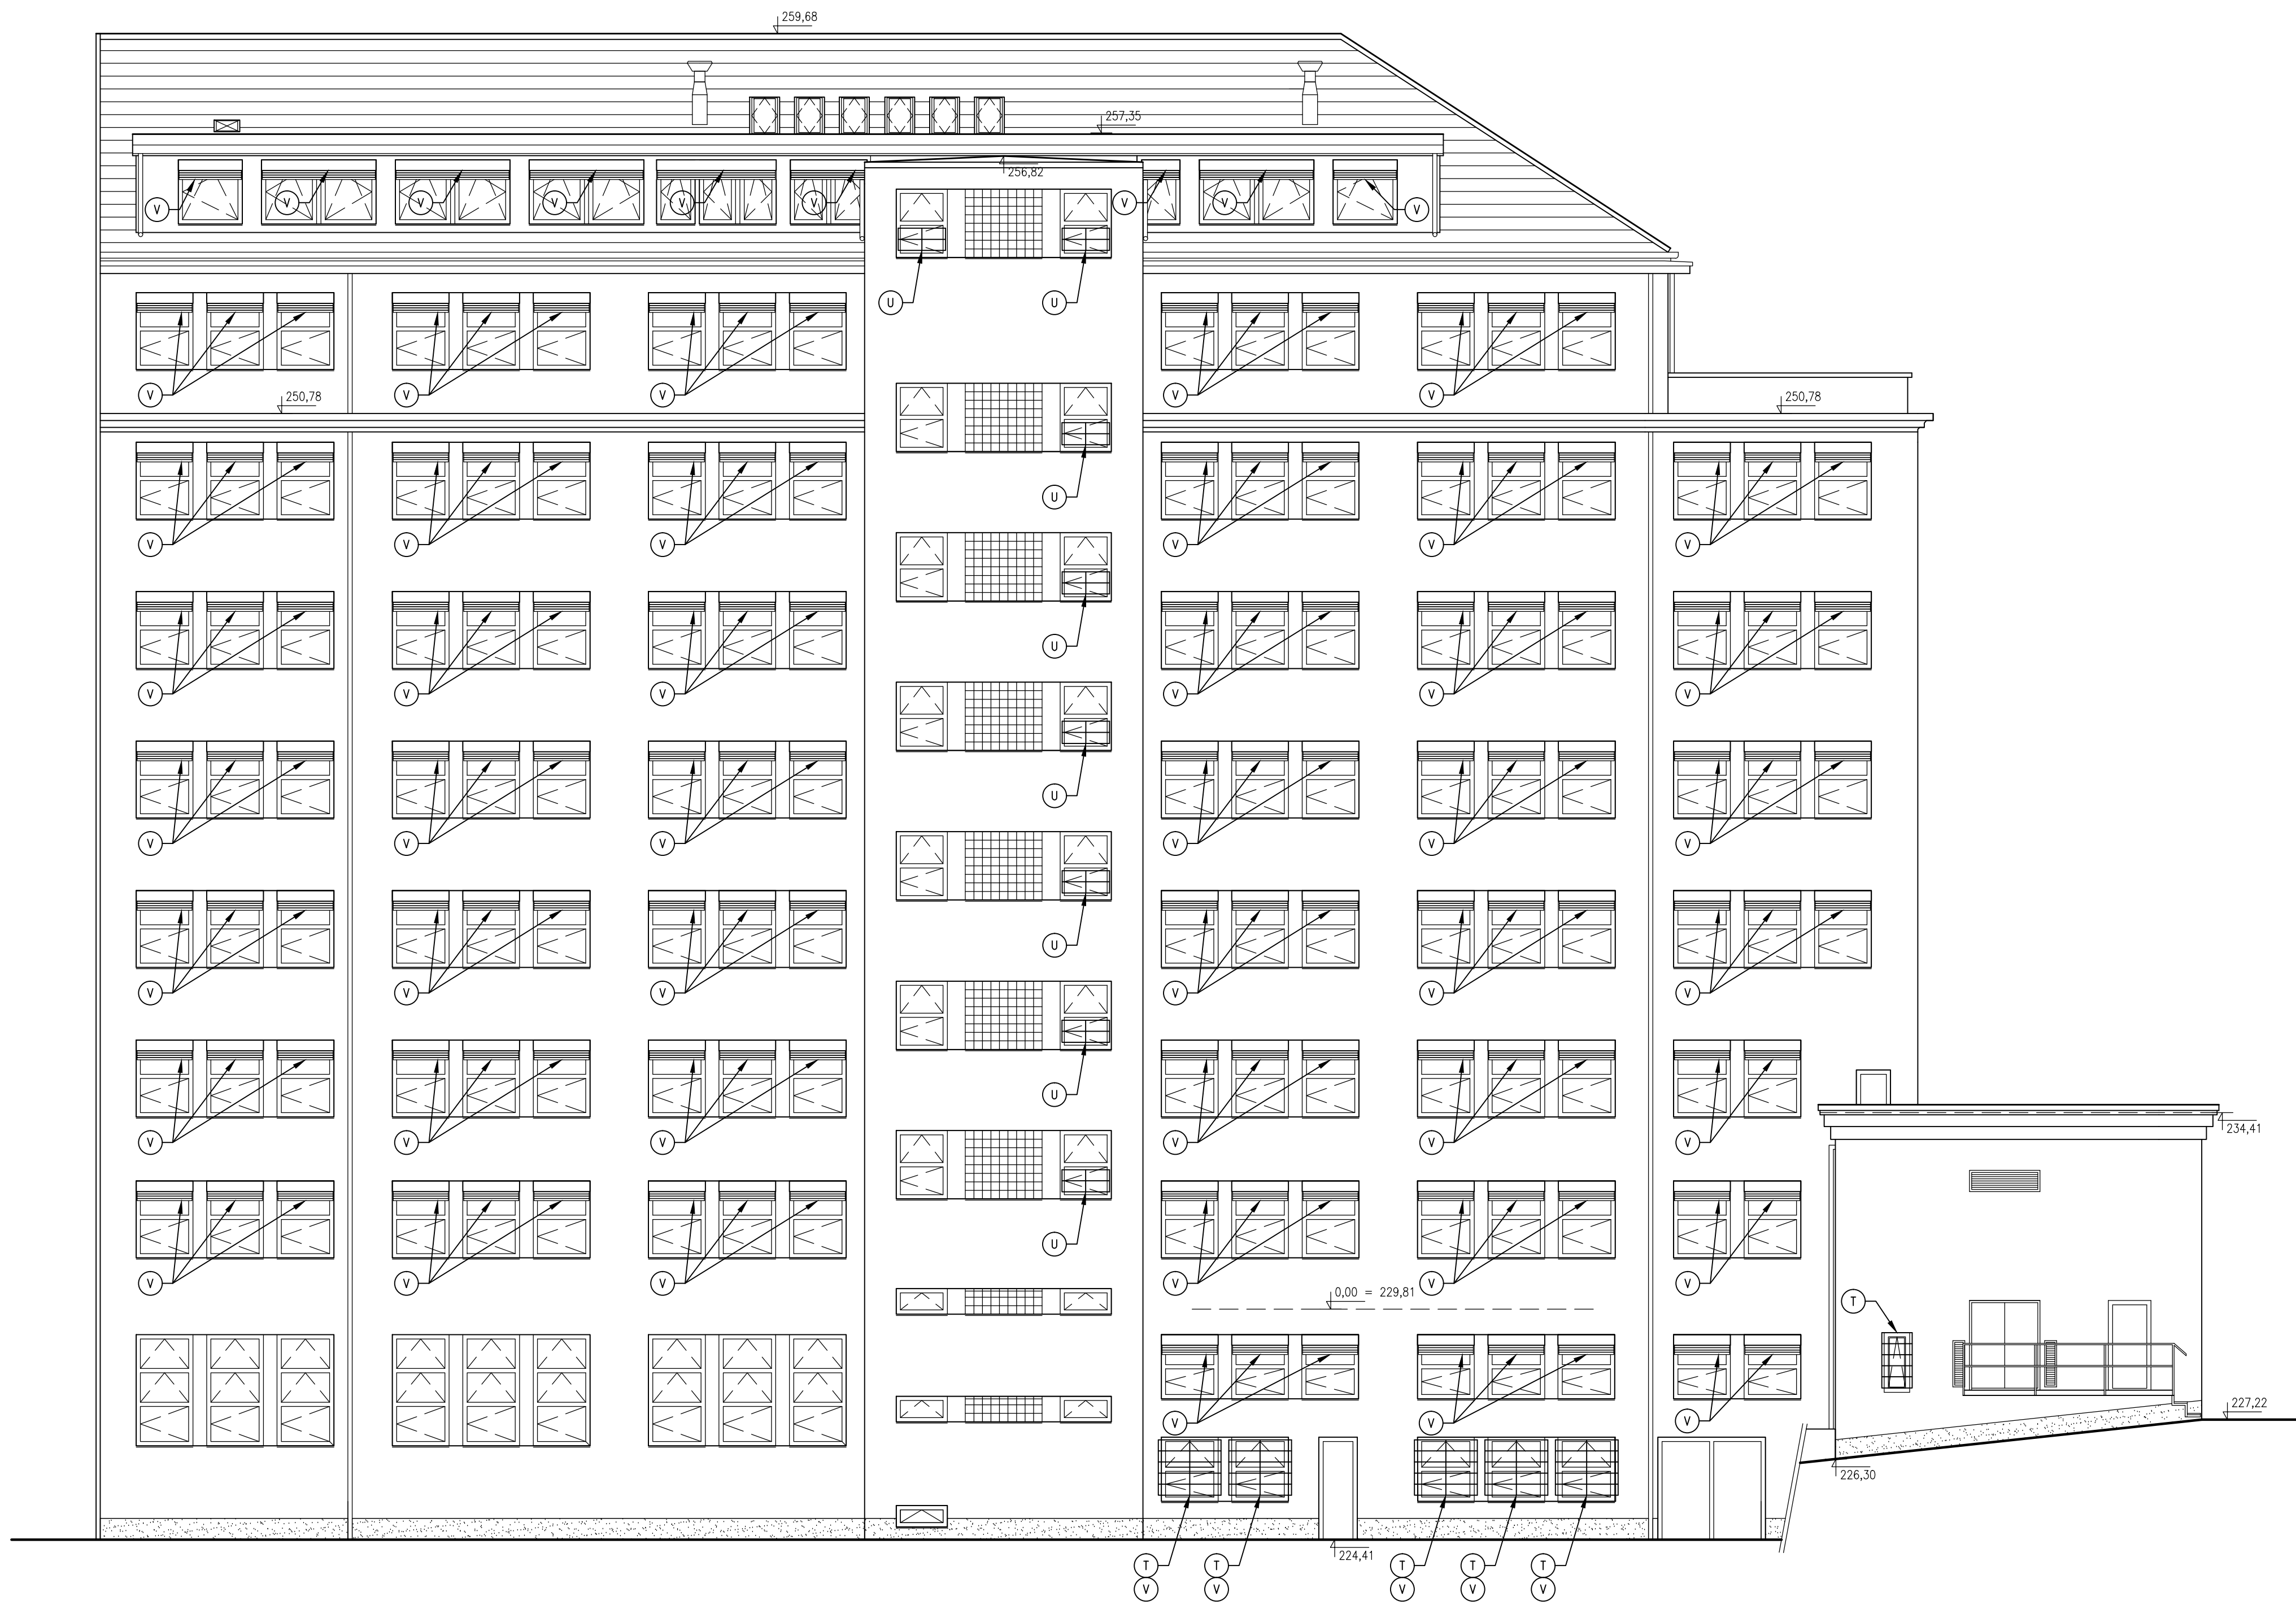 259,68
257,35
256,82
V V V V V V V V V
U U
V V V V V
250,78 250,78
U
V V V V V V
U
V V V V V V
U
V V V V V V
U
V V V V V V
U
V V V V V V
234,41
U
V V V V V V
0,00 = 229,81
T
227,22
V V V
226,30
224,41
T T T T T
V V V V V